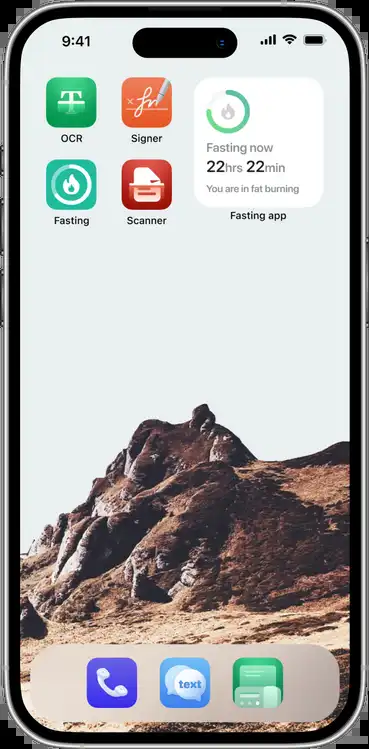 9:41
OCR
Signer
Fasting
Scanner
Fasting now
22hrs 22min
You are in fat burning
Fasting app
text